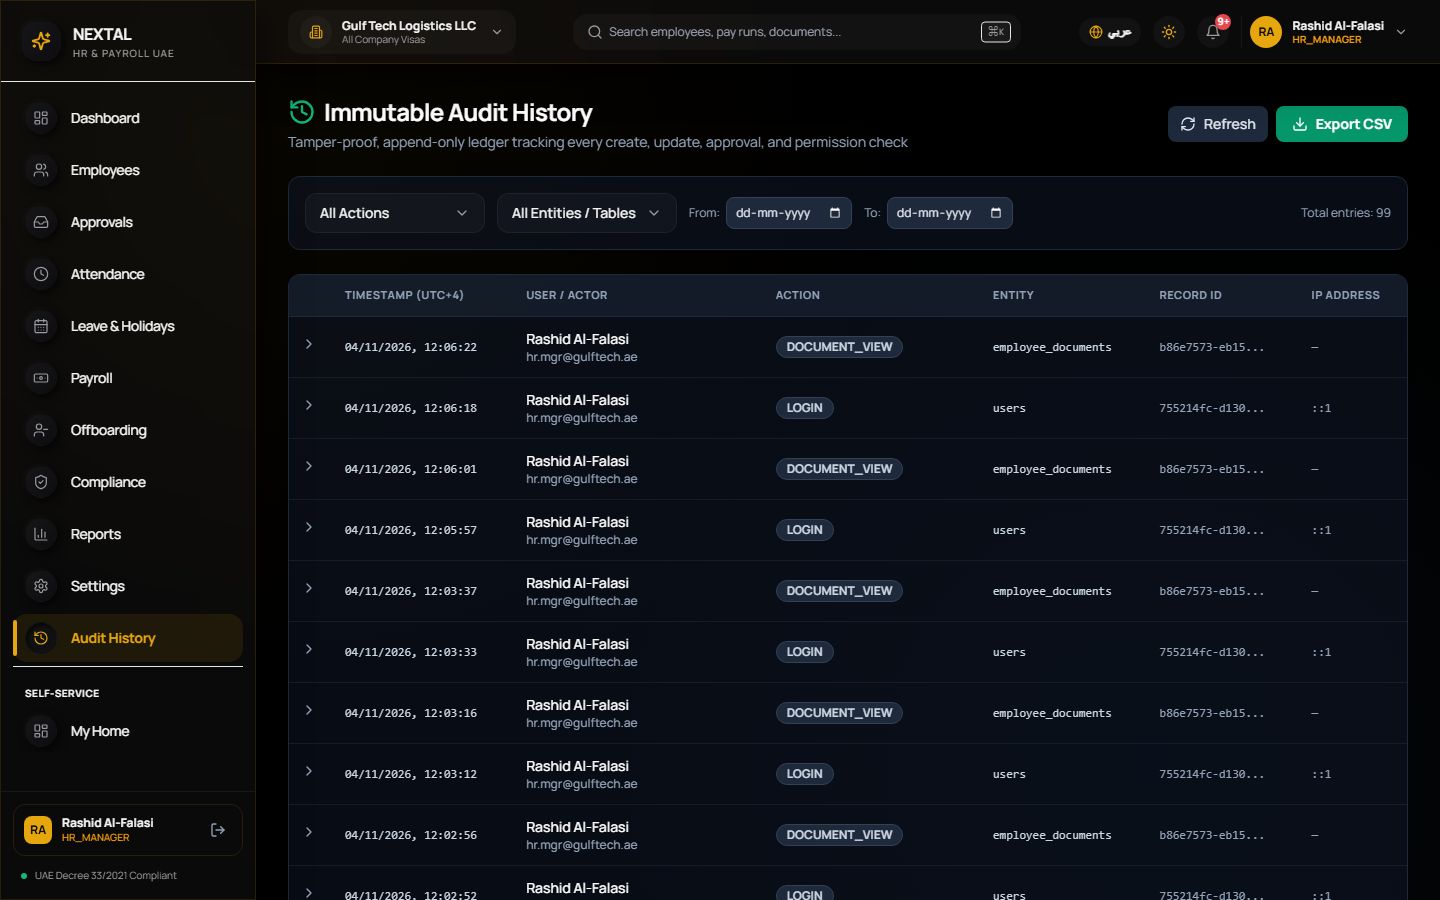 NEXTAL
HR & PAYROLL UAE
Gulf Tech Logistics LLC
All Company Visas
Search employees, pay runs, documents...
⌘K
عربي
9+
RA
Rashid Al-Falasi
HR_MANAGER
Dashboard
Employees
Approvals
Attendance
Leave & Holidays
Payroll
Offboarding
Compliance
Reports
Settings
Audit History
SELF-SERVICE
My Home
RA
Rashid Al-Falasi
HR_MANAGER
UAE Decree 33/2021 Compliant
Immutable Audit History
Tamper-proof, append-only ledger tracking every create, update, approval, and permission check
Refresh
Export CSV
All Actions
All Entities / Tables
From: dd-mm-yyyy
To: dd-mm-yyyy
Total entries: 99
TIMESTAMP (UTC+4) USER / ACTOR ACTION ENTITY RECORD ID IP ADDRESS
04/11/2026, 12:06:22 Rashid Al-Falasi DOCUMENT_VIEW employee_documents b86e7573-eb15... —
hr.mgr@gulftech.ae
04/11/2026, 12:06:18 Rashid Al-Falasi LOGIN users 755214fc-d130... ::1
hr.mgr@gulftech.ae
04/11/2026, 12:06:01 Rashid Al-Falasi DOCUMENT_VIEW employee_documents b86e7573-eb15... —
hr.mgr@gulftech.ae
04/11/2026, 12:05:57 Rashid Al-Falasi LOGIN users 755214fc-d130... ::1
hr.mgr@gulftech.ae
04/11/2026, 12:03:37 Rashid Al-Falasi DOCUMENT_VIEW employee_documents b86e7573-eb15... —
hr.mgr@gulftech.ae
04/11/2026, 12:03:33 Rashid Al-Falasi LOGIN users 755214fc-d130... ::1
hr.mgr@gulftech.ae
04/11/2026, 12:03:16 Rashid Al-Falasi DOCUMENT_VIEW employee_documents b86e7573-eb15... —
hr.mgr@gulftech.ae
04/11/2026, 12:03:12 Rashid Al-Falasi LOGIN users 755214fc-d130... ::1
hr.mgr@gulftech.ae
04/11/2026, 12:02:56 Rashid Al-Falasi DOCUMENT_VIEW employee_documents b86e7573-eb15... —
hr.mgr@gulftech.ae
04/11/2026, 12:02:52 Rashid Al-Falasi LOGIN users 755214fc-d130... ::1